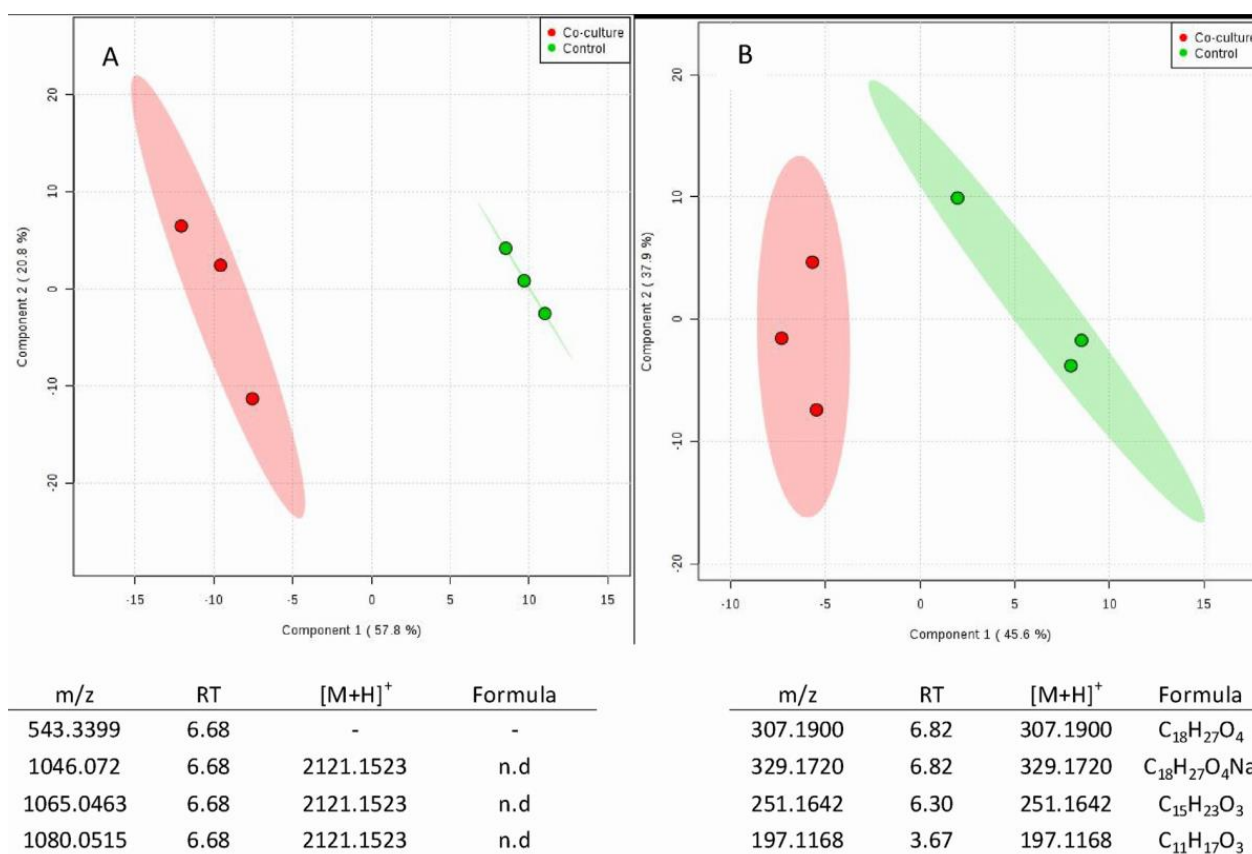 A
Co-culture
Control
20
10
0
-10
-20
Component 2 ( 20.8 %)
-15
-10
-5
0
5
10
15
Component 1 ( 57.8 %)
B
Co-culture
Control
20
10
0
-10
-20
Component 2 ( 37.9 %)
-10
-5
0
5
10
15
Component 1 ( 45.6 %)
m/z RT [M+H]⁺ Formula
543.3399 6.68 - -
1046.072 6.68 2121.1523 n.d
1065.0463 6.68 2121.1523 n.d
1080.0515 6.68 2121.1523 n.d
m/z RT [M+H]⁺ Formula
307.1900 6.82 307.1900 C₁₈H₂₇O₄
329.1720 6.82 329.1720 C₁₈H₂₇O₄Na
251.1642 6.30 251.1642 C₁₅H₂₃O₃
197.1168 3.67 197.1168 C₁₁H₁₇O₃